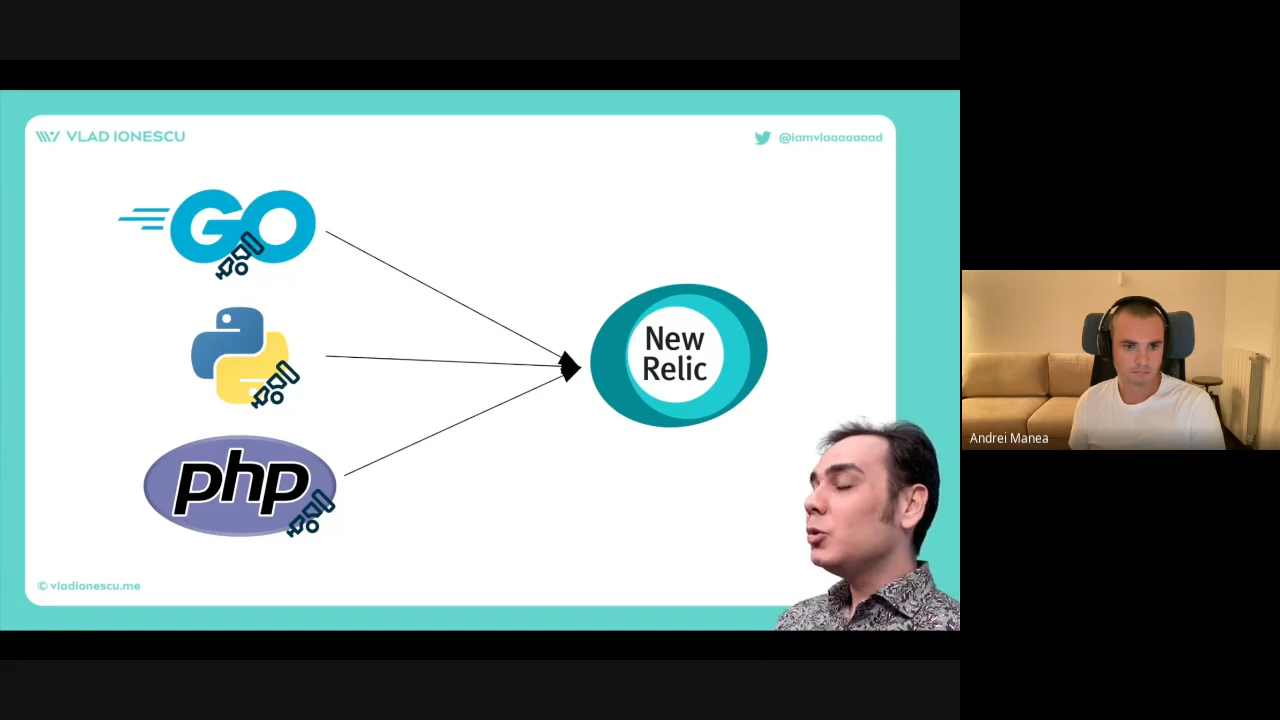 VLAD IONESCU
@iamvlaaaaaaad
GO
php
New
Relic
© vladionescu.me
Andrei Manea